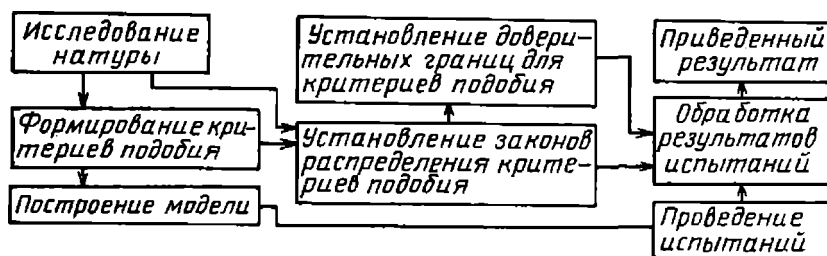 Исследование
натуры
Формирование кри-
териев подобия
Построение модели
Установление довери-
тельных границ для
критериев подобия
Установление законов
распределения крите-
риев подобия
Приведенный
результат
Обработка
результатов
испытаний
Проведение
испытаний